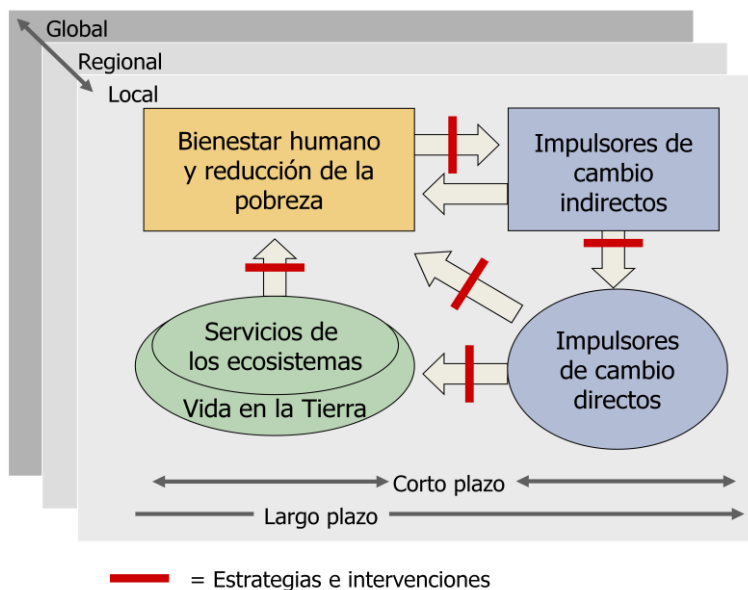 Global
Regional
Local
Bienestar humano
y reducción de la
pobreza
Impulsores de
cambio
indirectos
Servicios de
los ecosistemas
Vida en la Tierra
Impulsores
de cambio
directos
Corto plazo
Largo plazo
= Estrategias e intervenciones